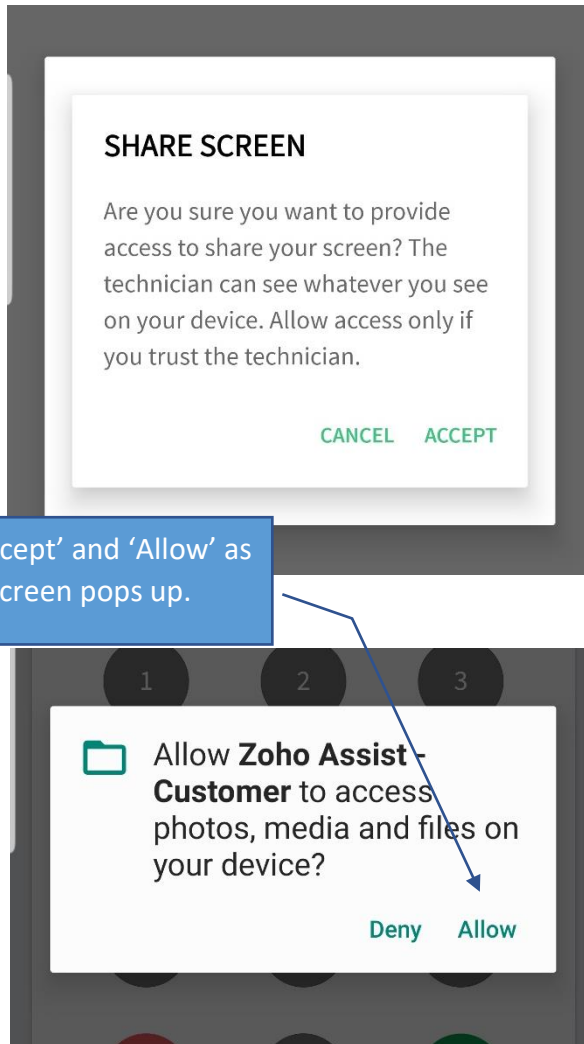 SHARE SCREEN
Are you sure you want to provide
access to share your screen? The
technician can see whatever you see
on your device. Allow access only if
you trust the technician.
CANCEL ACCEPT
cept’ and ‘Allow’ as
creen pops up.
1 2 3
Allow Zoho Assist -
Customer to access
photos, media and files on
your device?
Deny Allow